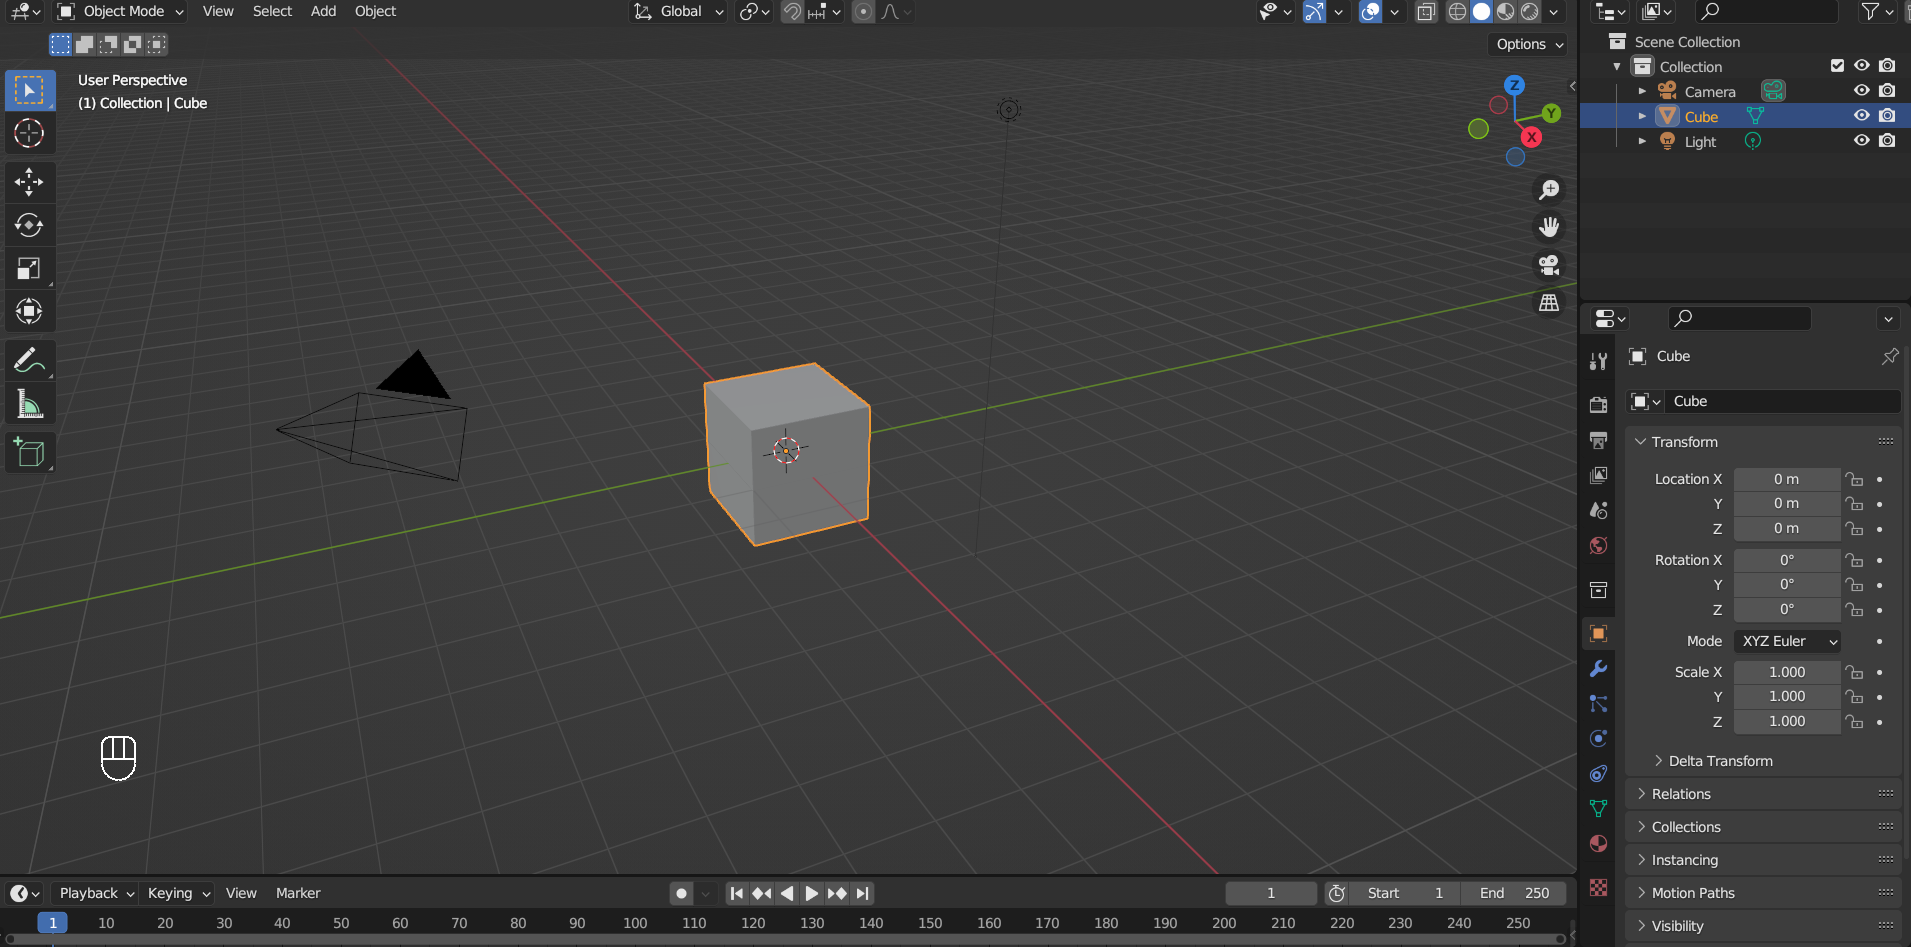 Object Mode View Select Add Object Global
Options
User Perspective
(1) Collection | Cube
Z
Y
X
Scene Collection
Collection
Camera
Cube
Light
Cube
Cube
Transform
Location X 0 m
Y 0 m
Z 0 m
Rotation X 0°
Y 0°
Z 0°
Mode XYZ Euler
Scale X 1.000
Y 1.000
Z 1.000
Delta Transform
Relations
Collections
Instancing
Motion Paths
Visibility
Playback Keying View Marker 1 Start 1 End 250
1 10 20 30 40 50 60 70 80 90 100 110 120 130 140 150 160 170 180 190 200 210 220 230 240 250